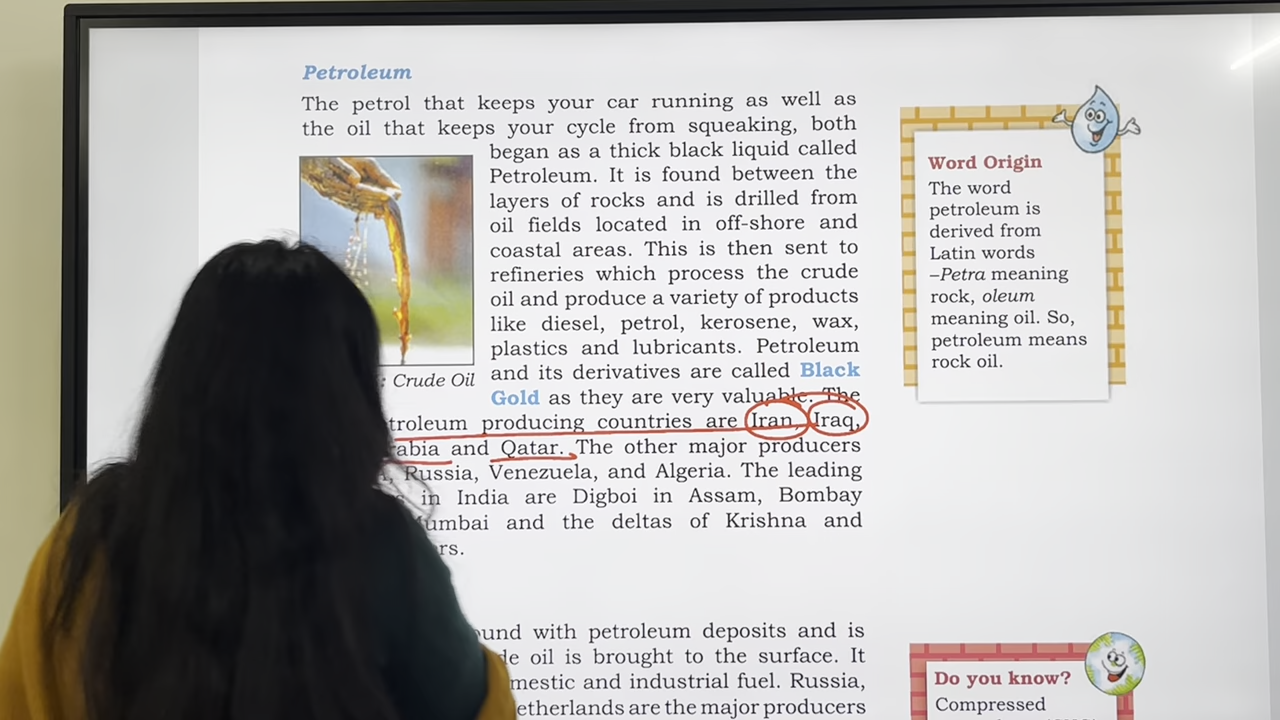 Petroleum
The petrol that keeps your car running as well as
the oil that keeps your cycle from squeaking, both
began as a thick black liquid called
Petroleum. It is found between the
layers of rocks and is drilled from
oil fields located in off-shore and
coastal areas. This is then sent to
refineries which process the crude
oil and produce a variety of products
like diesel, petrol, kerosene, wax,
plastics and lubricants. Petroleum
and its derivatives are called Black
Gold as they are very valuable. The
producing countries are Iran, Iraq,
and Qatar. The other major producers
Russia, Venezuela, and Algeria. The leading
in India are Digboi in Assam, Bombay
Mumbai and the deltas of Krishna and
: Crude Oil
with petroleum deposits and is
oil is brought to the surface. It
and industrial fuel. Russia,
are the major producers
Word Origin
The word
petroleum is
derived from
Latin words
–Petra meaning
rock, oleum
meaning oil. So,
petroleum means
rock oil.
Do you know?
Compressed